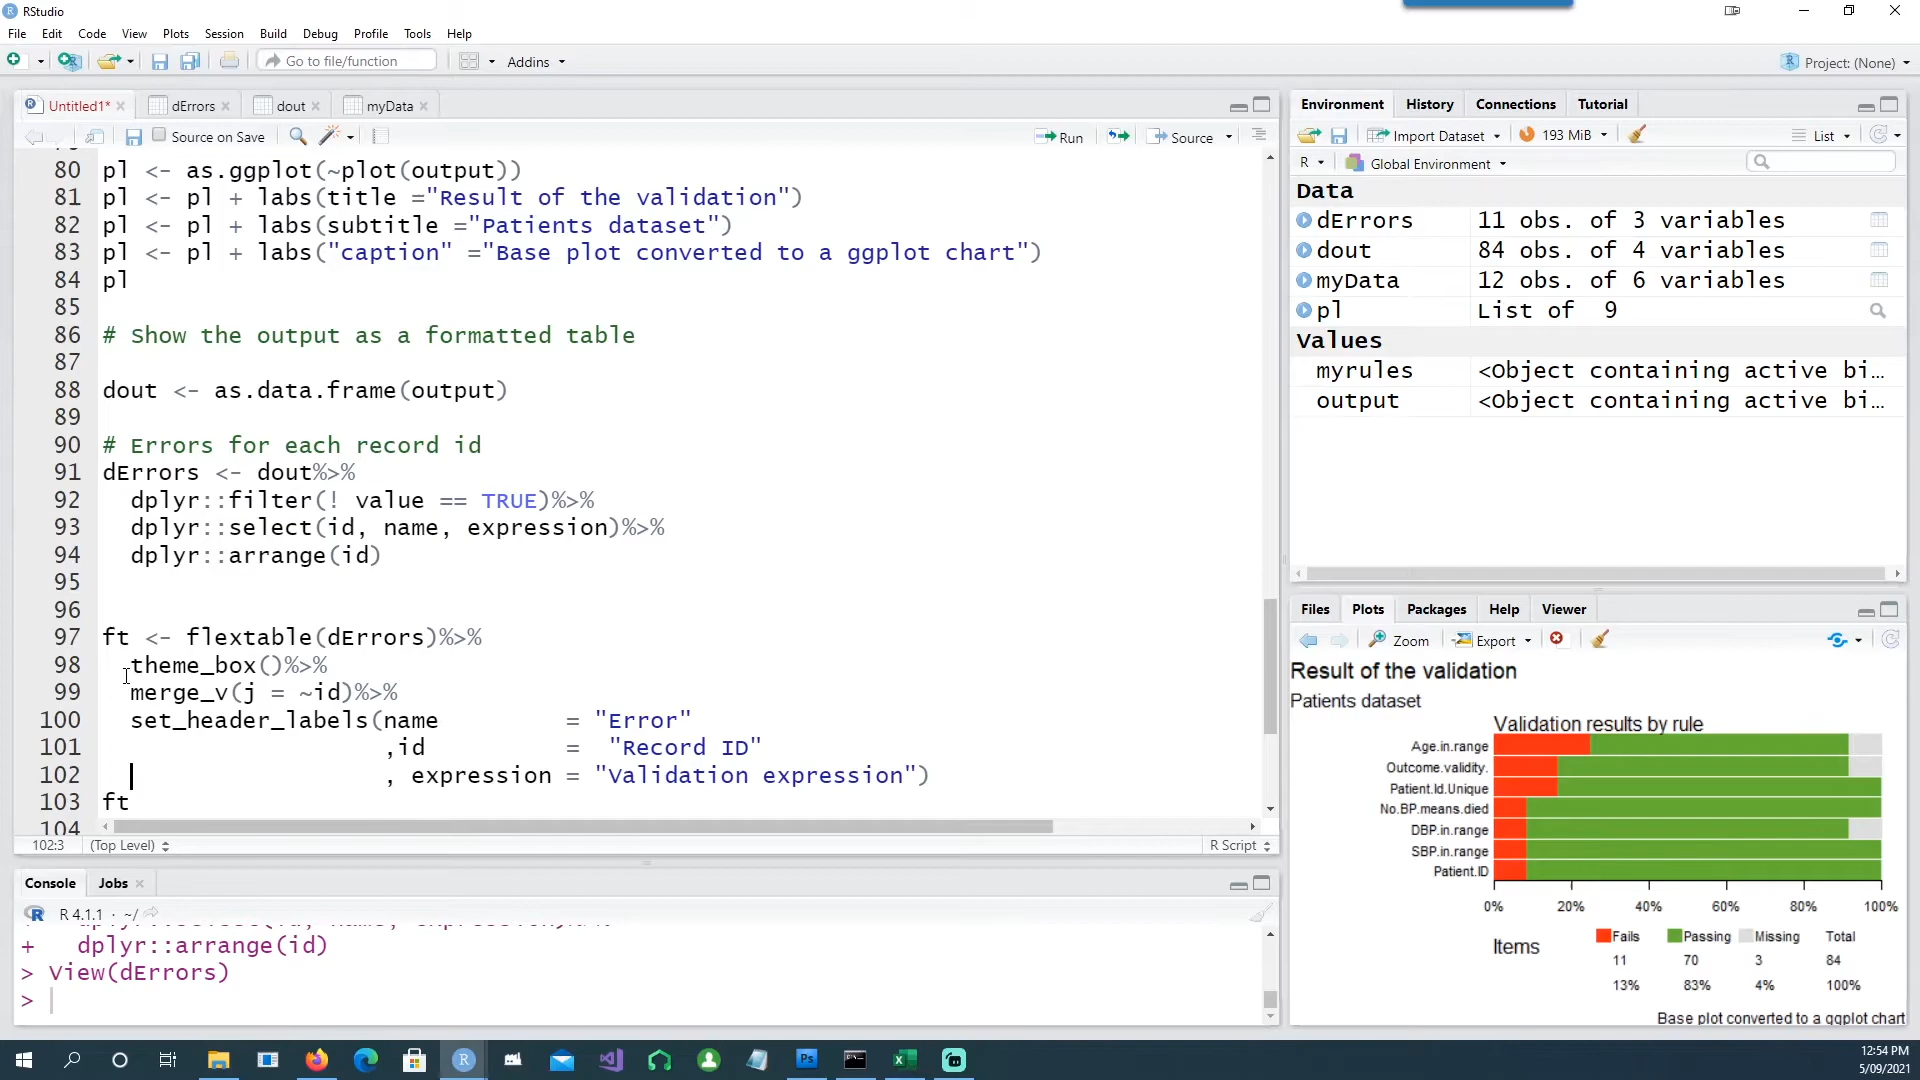 RStudio
File Edit Code View Plots Session Build Debug Profile Tools Help
Go to file/function Addins Project: (None)
Untitled1* dErrors dout myData
Source on Save Run Source
80 pl <- as.ggplot(~plot(output))
81 pl <- pl + labs(title ="Result of the validation")
82 pl <- pl + labs(subtitle ="Patients dataset")
83 pl <- pl + labs("caption" ="Base plot converted to a ggplot chart")
84 pl
85
86 # Show the output as a formatted table
87
88 dout <- as.data.frame(output)
89
90 # Errors for each record id
91 dErrors <- dout%>%
92 dplyr::filter(! value == TRUE)%>%
93 dplyr::select(id, name, expression)%>%
94 dplyr::arrange(id)
95
96
97 ft <- flextable(dErrors)%>%
98 theme_box()%>%
99 merge_v(j = ~id)%>%
100 set_header_labels(name = "Error"
101 ,id = "Record ID"
102 , expression = "Validation expression")
103 ft
104
102:3 (Top Level) R Script
Console Jobs
R 4.1.1 · ~/
+ dplyr::arrange(id)
> View(dErrors)
>
Environment History Connections Tutorial
Import Dataset 193 MiB List
R Global Environment
Data
dErrors 11 obs. of 3 variables
dout 84 obs. of 4 variables
myData 12 obs. of 6 variables
pl List of 9
Values
myrules <Object containing active bi…
output <Object containing active bi…
Files Plots Packages Help Viewer
Zoom Export
Result of the validation
Patients dataset
Validation results by rule
Age.in.range
Outcome.validity.
Patient.Id.Unique
No.BP.means.died
DBP.in.range
SBP.in.range
Patient.ID
0% 20% 40% 60% 80% 100%
Items Fails Passing Missing Total
11 70 3 84
13% 83% 4% 100%
Base plot converted to a ggplot chart
12:54 PM
5/09/2021